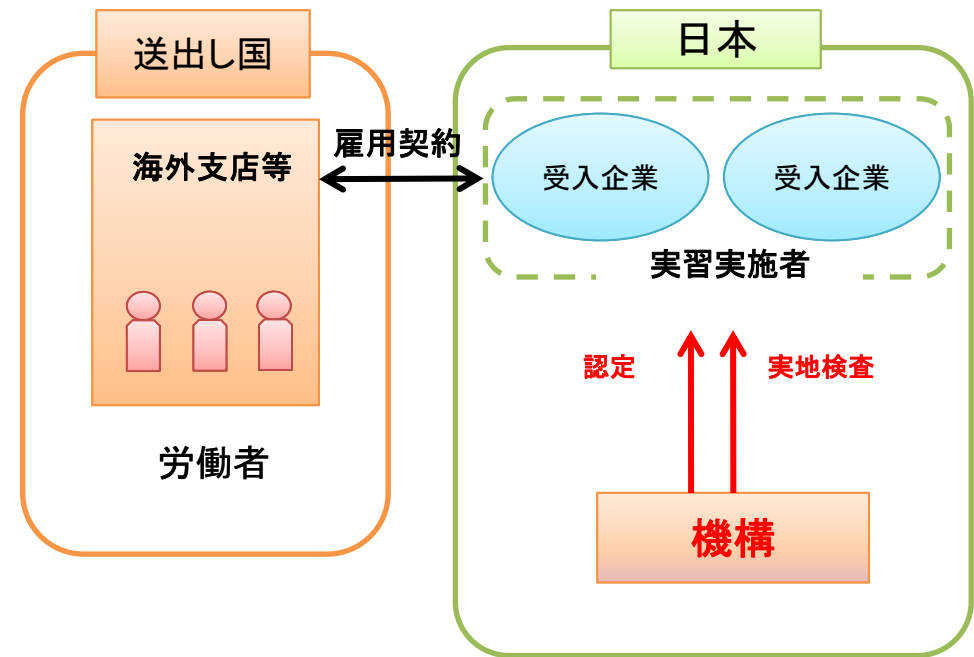 送出し国
日本
海外支店等
雇用契約
受入企業
受入企業
実習実施者
認定
実地検査
労働者
機構